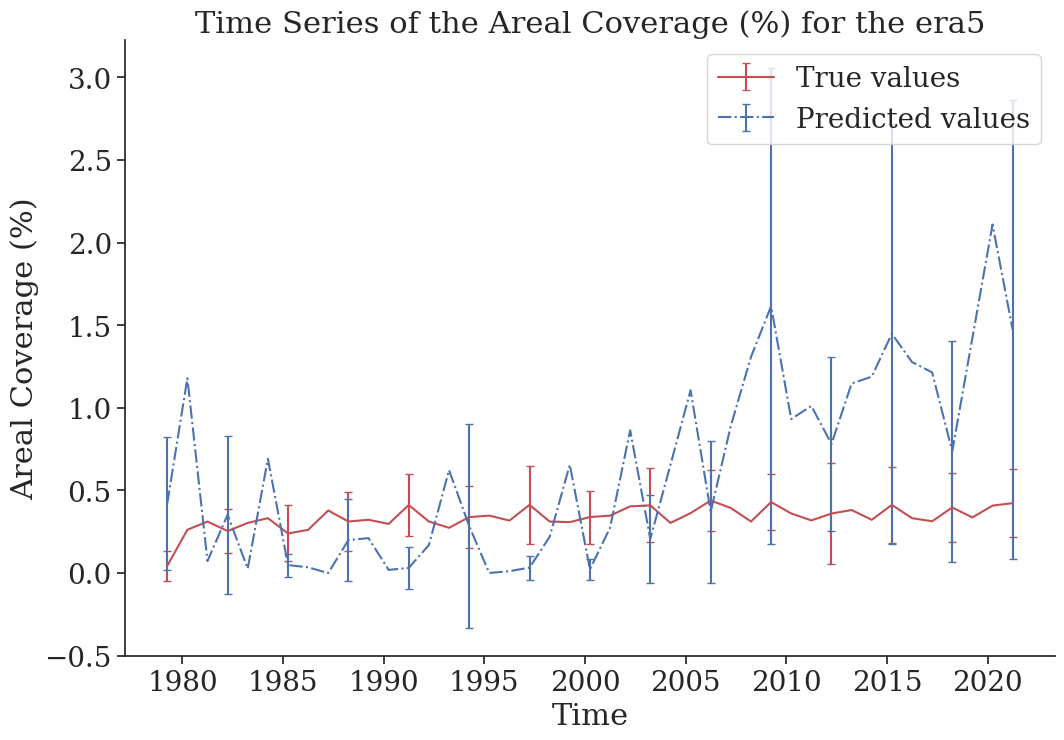 Time Series of the Areal Coverage (%) for the era5
True values
Predicted values
Areal Coverage (%)
3.0
2.5
2.0
1.5
1.0
0.5
0.0
−0.5
1980 1985 1990 1995 2000 2005 2010 2015 2020
Time